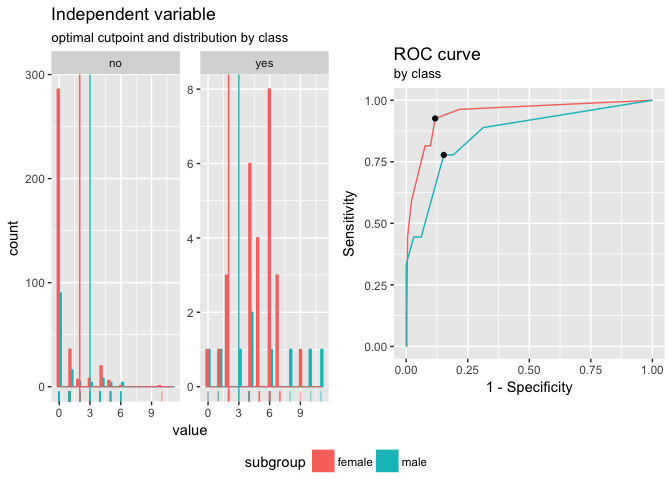 Independent variable
optimal cutpoint and distribution by class
no
yes
300
200
100
0
8
6
4
2
0
count
0 3 6 9
0 3 6 9
value
ROC curve
by class
1.00
0.75
0.50
0.25
0.00
Sensitivity
0.00 0.25 0.50 0.75 1.00
1 - Specificity
subgroup female male